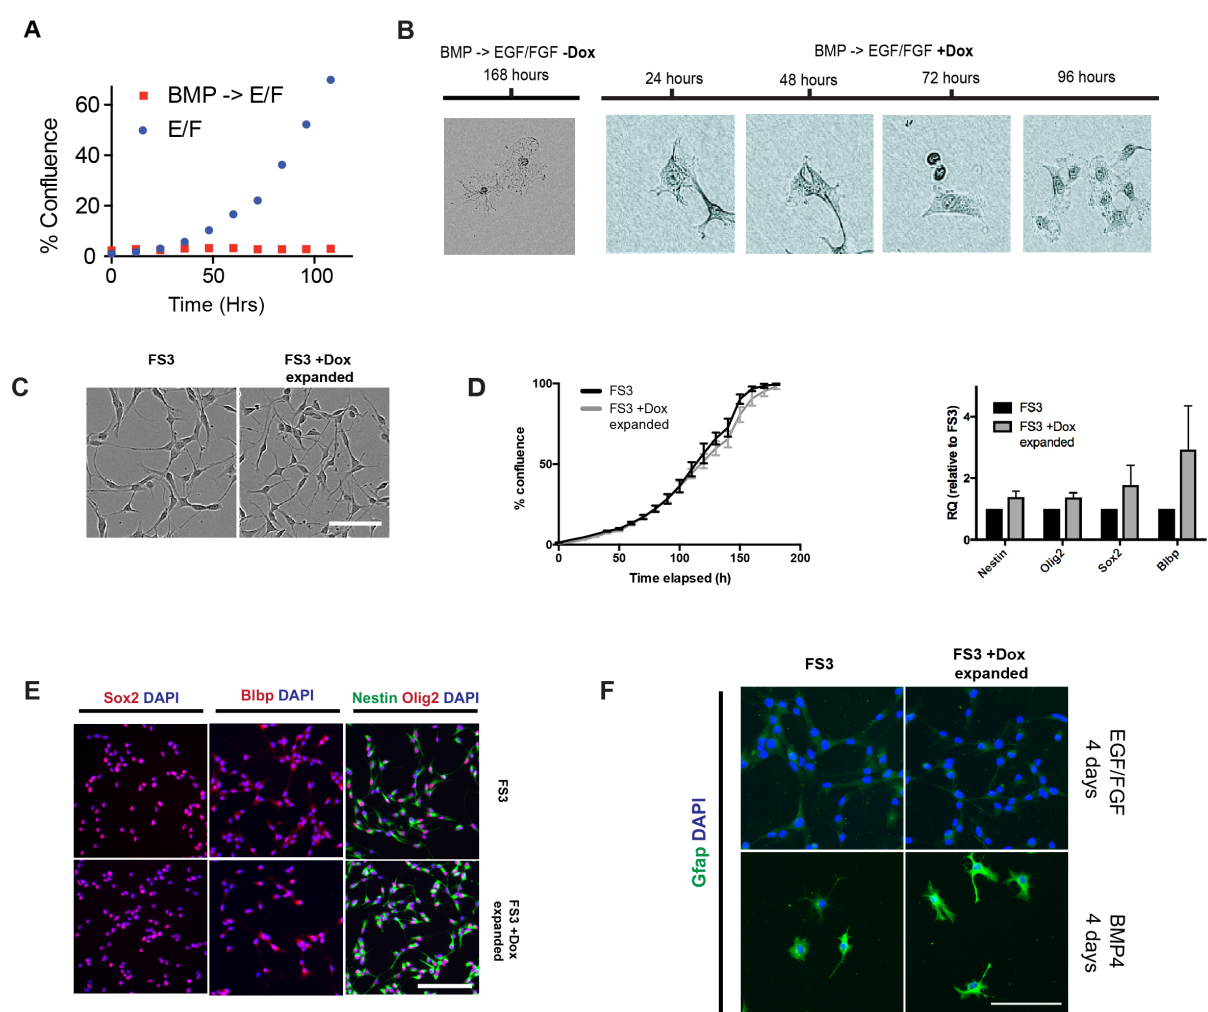 A
60
40
20
0
% Confluence
BMP -> E/F
E/F
0
50
100
Time (Hrs)
B
BMP -> EGF/FGF -Dox
168 hours
BMP -> EGF/FGF +Dox
24 hours
48 hours
72 hours
96 hours
C
FS3
FS3 +Dox
expanded
D
100
50
0
% confluence
FS3
FS3 +Dox
expanded
0
50
100
150
200
Time elapsed (h)
RQ (relative to FS3)
4
2
0
FS3
FS3 +Dox
expanded
Nestin
Olig2
Sox2
Blbp
E
Sox2 DAPI
Blbp DAPI
Nestin Olig2 DAPI
FS3
FS3 +Dox
expanded
F
FS3
FS3 +Dox
expanded
Gfap DAPI
EGF/FGF
4 days
BMP4
4 days